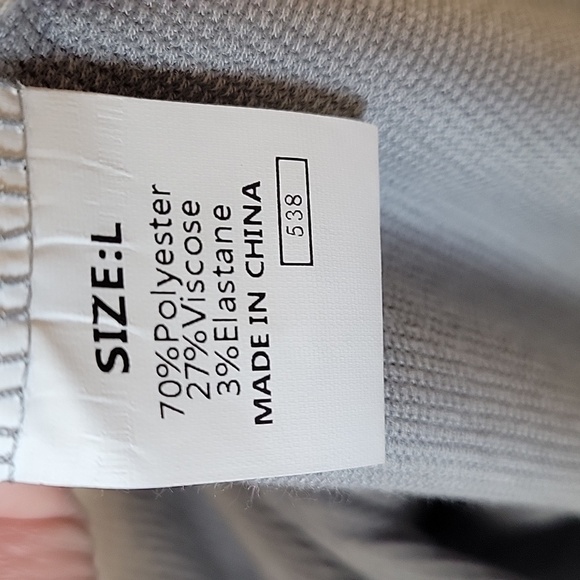 SIZE:L
70%Polyester
27%Viscose
3%Elastane
MADE IN CHINA
538